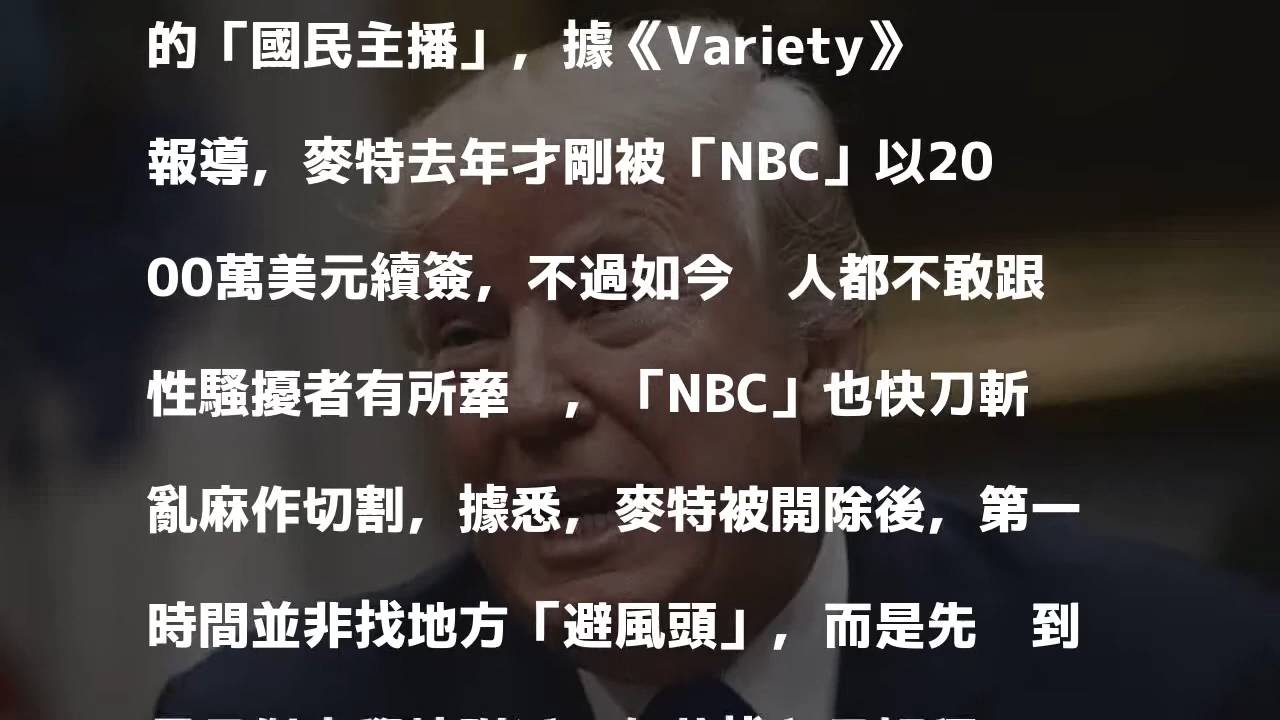 的「國民主播」，據《Variety》
報導，麥特去年才剛被「NBC」以20
00萬美元續簽，不過如今　人都不敢跟
性騷擾者有所牽　，「NBC」也快刀斬
亂麻作切割，據悉，麥特被開除後，第一
時間並非找地方「避風頭」，而是先　到